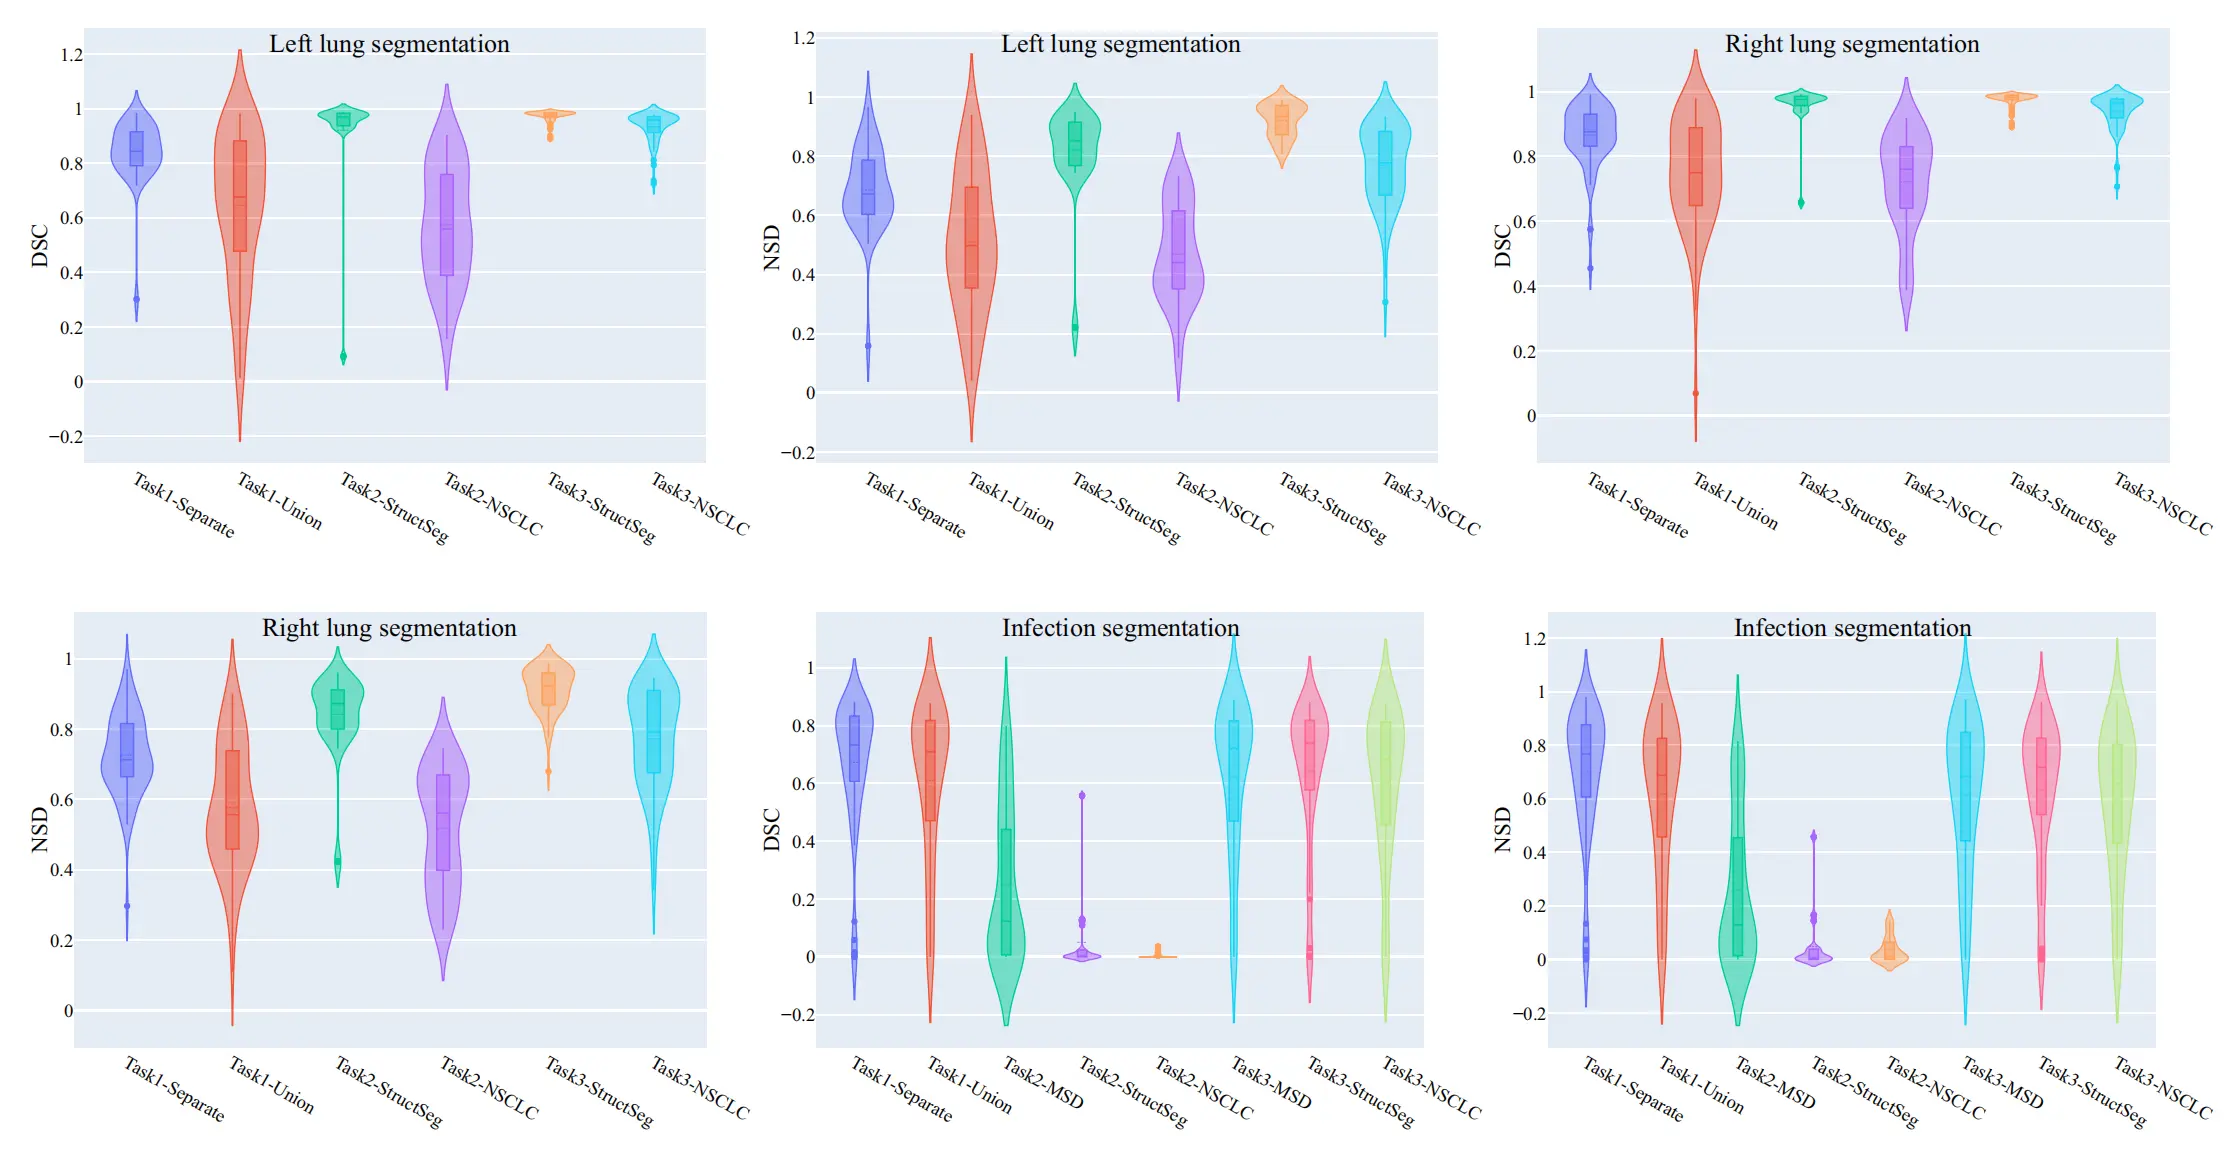 Left lung segmentation
1.2
1
0.8
0.6
0.4
0.2
0
−0.2
DSC
Task1-Separate
Task1-Union
Task2-StructSeg
Task2-NSCLC
Task3-StructSeg
Task3-NSCLC
Left lung segmentation
1.2
1
0.8
0.6
0.4
0.2
0
−0.2
NSD
Task1-Separate
Task1-Union
Task2-StructSeg
Task2-NSCLC
Task3-StructSeg
Task3-NSCLC
Right lung segmentation
1
0.8
0.6
0.4
0.2
0
DSC
Task1-Separate
Task1-Union
Task2-StructSeg
Task2-NSCLC
Task3-StructSeg
Task3-NSCLC
Right lung segmentation
1
0.8
0.6
0.4
0.2
0
NSD
Task1-Separate
Task1-Union
Task2-StructSeg
Task2-NSCLC
Task3-StructSeg
Task3-NSCLC
Infection segmentation
1
0.8
0.6
0.4
0.2
0
−0.2
DSC
Task1-Separate
Task1-Union
Task2-MSD
Task2-StructSeg
Task2-NSCLC
Task3-MSD
Task3-StructSeg
Task3-NSCLC
Infection segmentation
1.2
1
0.8
0.6
0.4
0.2
0
−0.2
NSD
Task1-Separate
Task1-Union
Task2-MSD
Task2-StructSeg
Task2-NSCLC
Task3-MSD
Task3-StructSeg
Task3-NSCLC